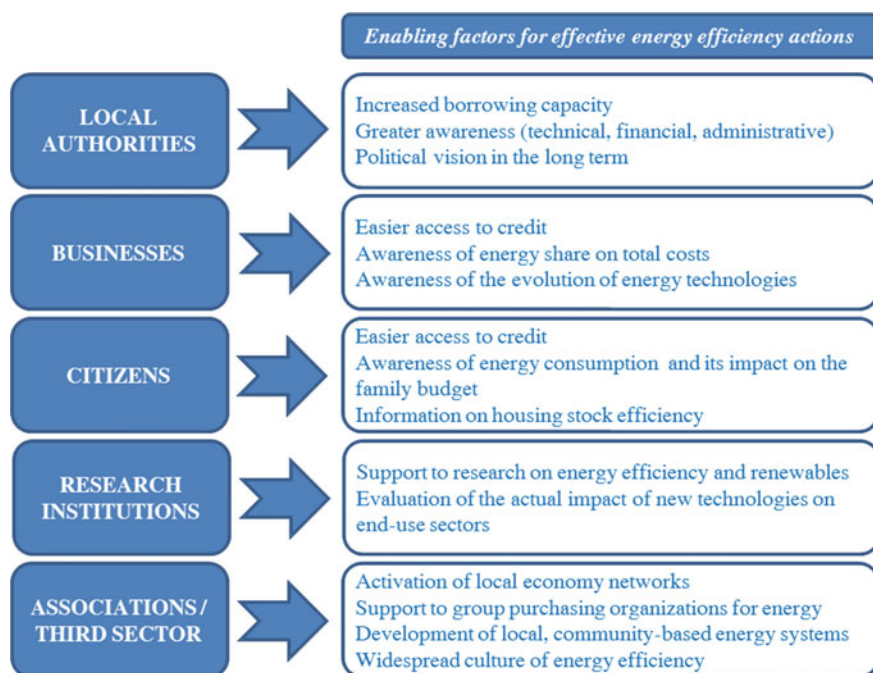 Enabling factors for effective energy efficiency actions
LOCAL
AUTHORITIES
Increased borrowing capacity
Greater awareness (technical, financial, administrative)
Political vision in the long term
BUSINESSES
Easier access to credit
Awareness of energy share on total costs
Awareness of the evolution of energy technologies
CITIZENS
Easier access to credit
Awareness of energy consumption and its impact on the
family budget
Information on housing stock efficiency
RESEARCH
INSTITUTIONS
Support to research on energy efficiency and renewables
Evaluation of the actual impact of new technologies on
end-use sectors
ASSOCIATIONS /
THIRD SECTOR
Activation of local economy networks
Support to group purchasing organizations for energy
Development of local, community-based energy systems
Widespread culture of energy efficiency